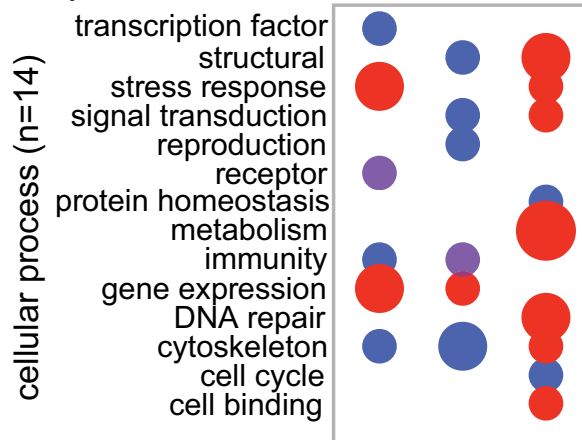 transcription factor
structural
stress response
signal transduction
reproduction
receptor
protein homeostasis
metabolism
immunity
gene expression
DNA repair
cytoskeleton
cell cycle
cell binding
cellular process (n=14)